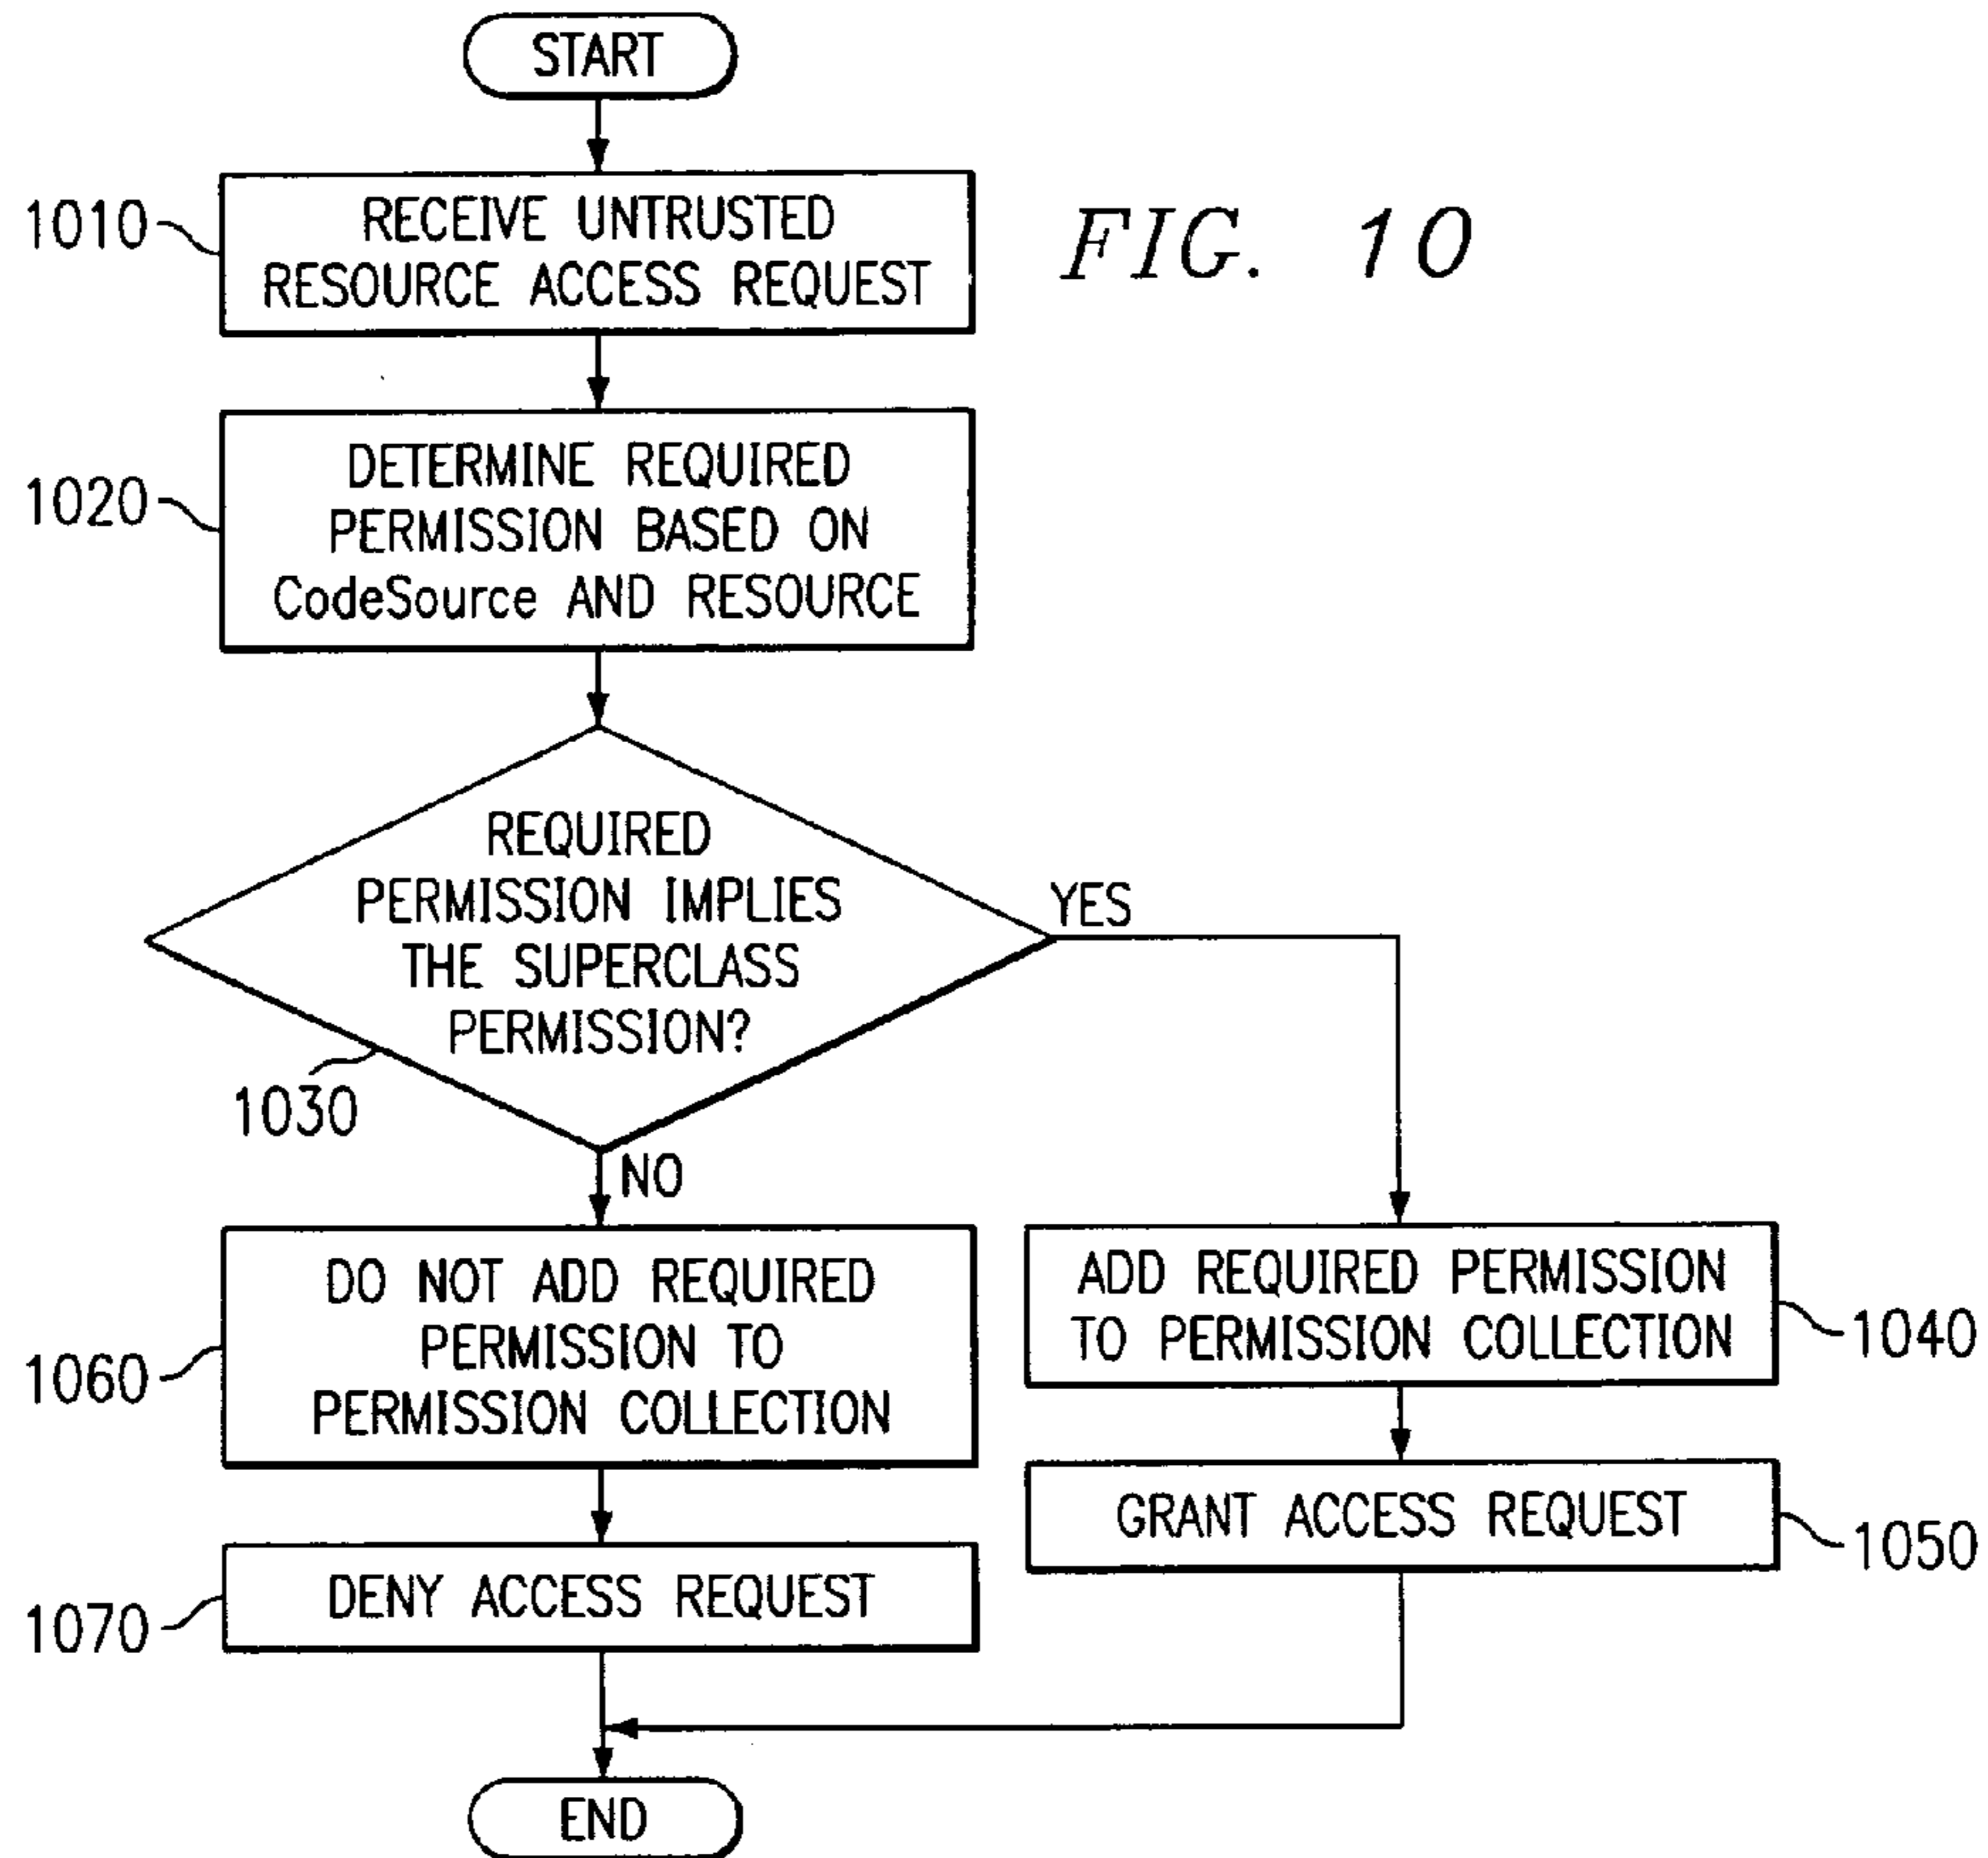 START
1010
RECEIVE UNTRUSTED
RESOURCE ACCESS REQUEST
FIG. 10
1020
DETERMINE REQUIRED
PERMISSION BASED ON
CodeSource AND RESOURCE
REQUIRED
PERMISSION IMPLIES
THE SUPERCLASS
PERMISSION?
YES
1030
NO
1060
DO NOT ADD REQUIRED
PERMISSION TO
PERMISSION COLLECTION
ADD REQUIRED PERMISSION
TO PERMISSION COLLECTION
1040
GRANT ACCESS REQUEST
1050
1070
DENY ACCESS REQUEST
END